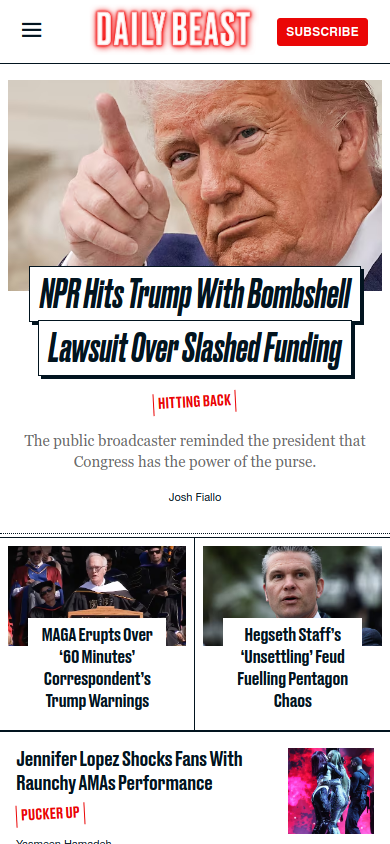 DAILY BEAST
SUBSCRIBE
NPR Hits Trump With Bombshell
Lawsuit Over Slashed Funding
HITTING BACK
The public broadcaster reminded the president that
Congress has the power of the purse.
Josh Fiallo
MAGA Erupts Over
‘60 Minutes’
Correspondent’s
Trump Warnings
Hegseth Staff’s
‘Unsettling’ Feud
Fuelling Pentagon
Chaos
Jennifer Lopez Shocks Fans With
Raunchy AMAs Performance
PUCKER UP
Yasmeen Hamadeh